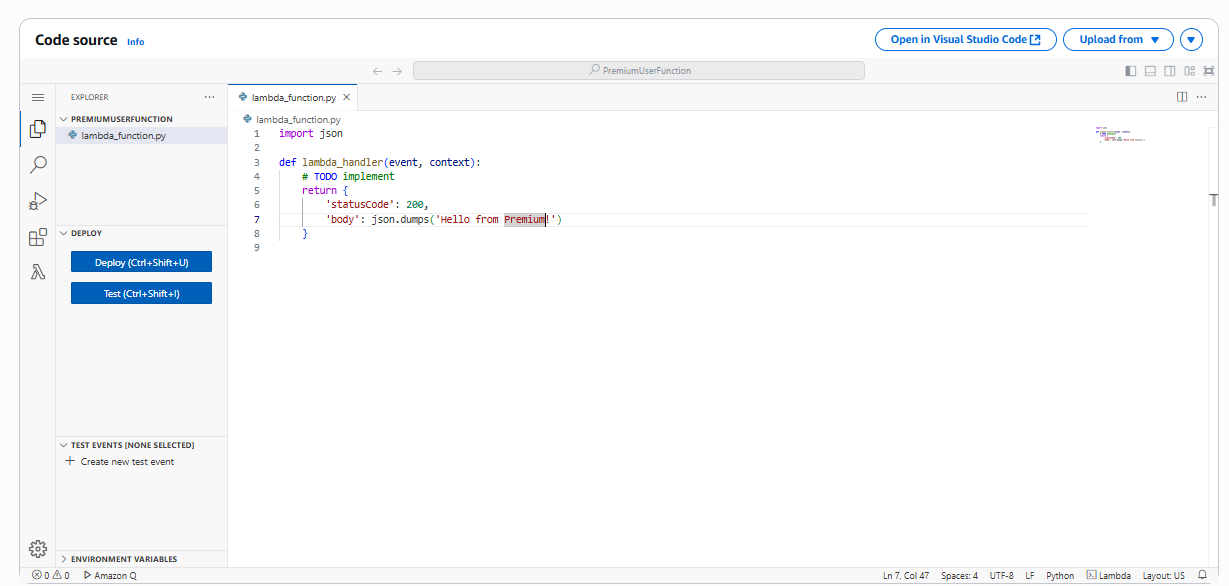 Code source Info
Open in Visual Studio Code
Upload from
PremiumUserFunction
EXPLORER
PREMIUMUSERFUNCTION
lambda_function.py
DEPLOY
Deploy (Ctrl+Shift+U)
Test (Ctrl+Shift+I)
TEST EVENTS [NONE SELECTED]
Create new test event
ENVIRONMENT VARIABLES
lambda_function.py
lambda_function.py
1 import json
2
3 def lambda_handler(event, context):
4 # TODO implement
5 return {
6 'statusCode': 200,
7 'body': json.dumps('Hello from Premium!')
8 }
9
0 0 Amazon Q
Ln 7, Col 47 Spaces: 4 UTF-8 LF Python Lambda Layout: US